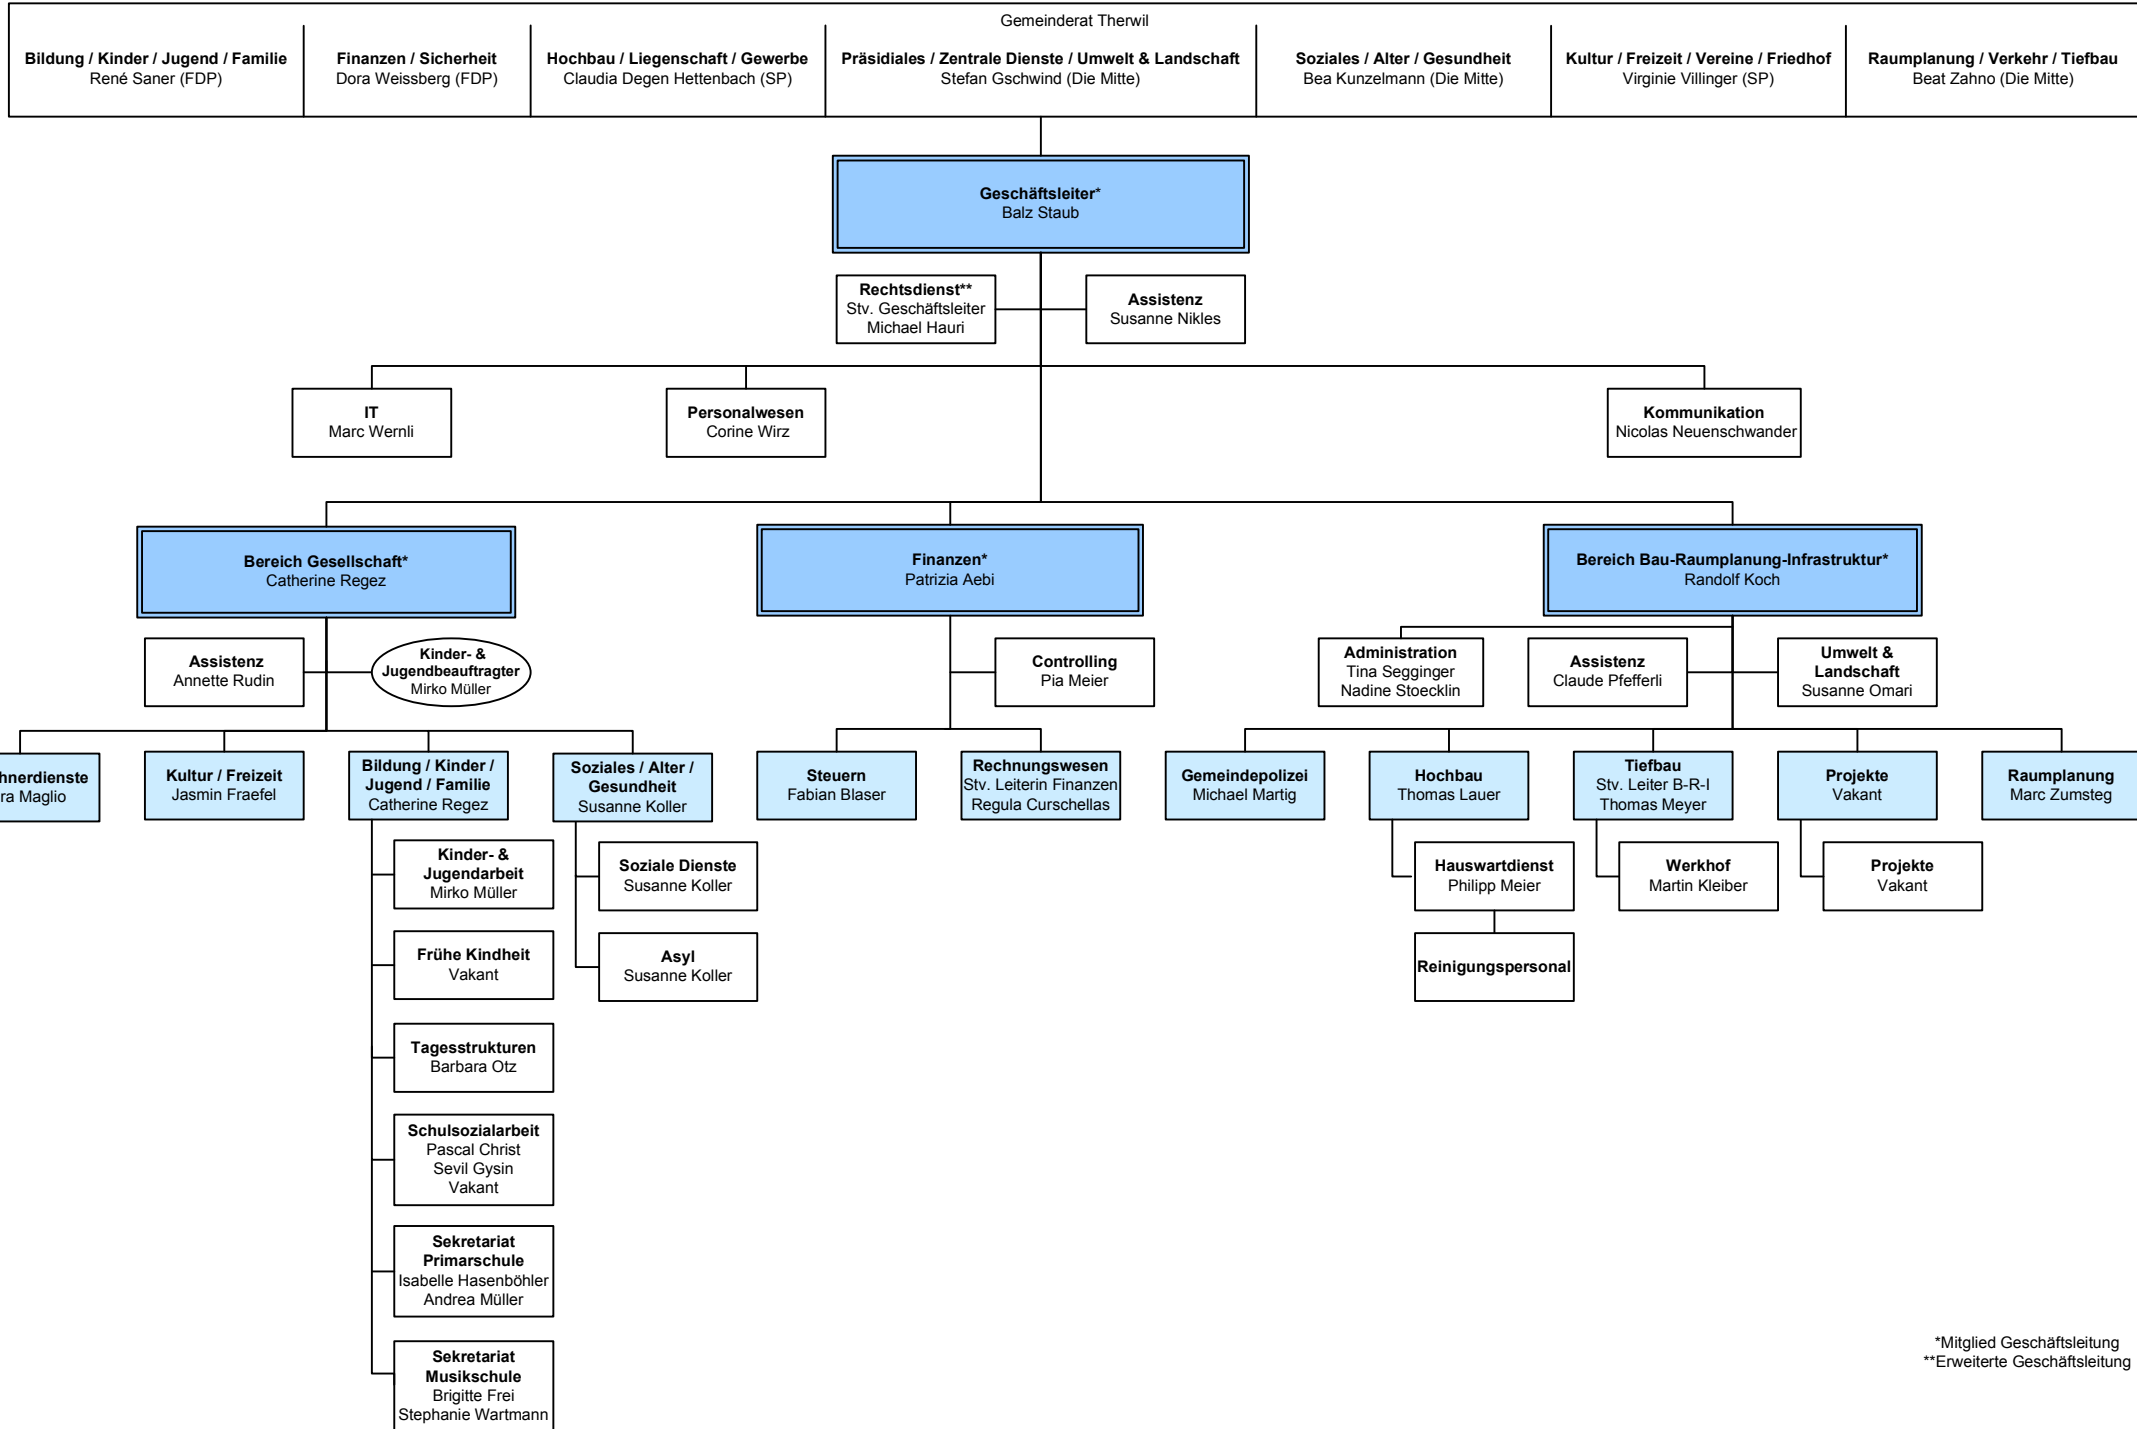 Gemeinderat Therwil
Bildung / Kinder / Jugend / Familie
René Saner (FDP)
Finanzen / Sicherheit
Dora Weissberg (FDP)
Hochbau / Liegenschaft / Gewerbe
Claudia Degen Hettenbach (SP)
Präsidiales / Zentrale Dienste / Umwelt & Landschaft
Stefan Gschwind (Die Mitte)
Soziales / Alter / Gesundheit
Bea Kunzelmann (Die Mitte)
Kultur / Freizeit / Vereine / Friedhof
Virginie Villinger (SP)
Raumplanung / Verkehr / Tiefbau
Beat Zahno (Die Mitte)
Geschäftsleiter*
Balz Staub
Rechtsdienst**
Stv. Geschäftsleiter
Michael Hauri
Assistenz
Susanne Nikles
IT
Marc Wernli
Personalwesen
Corine Wirz
Kommunikation
Nicolas Neuenschwander
Bereich Gesellschaft*
Catherine Regez
Finanzen*
Patrizia Aebi
Bereich Bau-Raumplanung-Infrastruktur*
Randolf Koch
Assistenz
Annette Rudin
Kinder- &
Jugendbeauftragter
Mirko Müller
Controlling
Pia Meier
Administration
Tina Segginger
Nadine Stoecklin
Assistenz
Claude Pfefferli
Umwelt &
Landschaft
Susanne Omari
hnerdienste
ra Maglio
Kultur / Freizeit
Jasmin Fraefel
Bildung / Kinder /
Jugend / Familie
Catherine Regez
Soziales / Alter /
Gesundheit
Susanne Koller
Steuern
Fabian Blaser
Rechnungswesen
Stv. Leiterin Finanzen
Regula Curschellas
Gemeindepolizei
Michael Martig
Hochbau
Thomas Lauer
Tiefbau
Stv. Leiter B-R-I
Thomas Meyer
Projekte
Vakant
Raumplanung
Marc Zumsteg
Kinder- &
Jugendarbeit
Mirko Müller
Soziale Dienste
Susanne Koller
Hauswartdienst
Philipp Meier
Werkhof
Martin Kleiber
Projekte
Vakant
Frühe Kindheit
Vakant
Asyl
Susanne Koller
Reinigungspersonal
Tagesstrukturen
Barbara Otz
Schulsozialarbeit
Pascal Christ
Sevil Gysin
Vakant
Sekretariat
Primarschule
Isabelle Hasenböhler
Andrea Müller
Sekretariat
Musikschule
Brigitte Frei
Stephanie Wartmann
*Mitglied Geschäftsleitung
**Erweiterte Geschäftsleitung